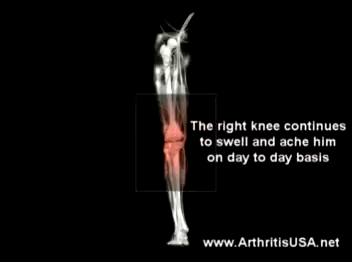 The right knee continues
to swell and ache him
on day to day basis
www.ArthritisUSA.net